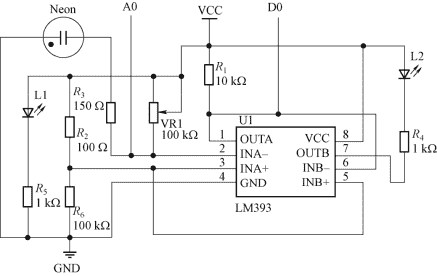 Neon
A0
VCC
D0
L1
R3
150 Ω
R2
100 Ω
VR1
100 kΩ
R1
10 kΩ
L2
R4
1 kΩ
U1
1 OUTA VCC 8
2 INA− OUTB 7
3 INA+ INB− 6
4 GND INB+ 5
LM393
R5
1 kΩ
R6
100 kΩ
GND